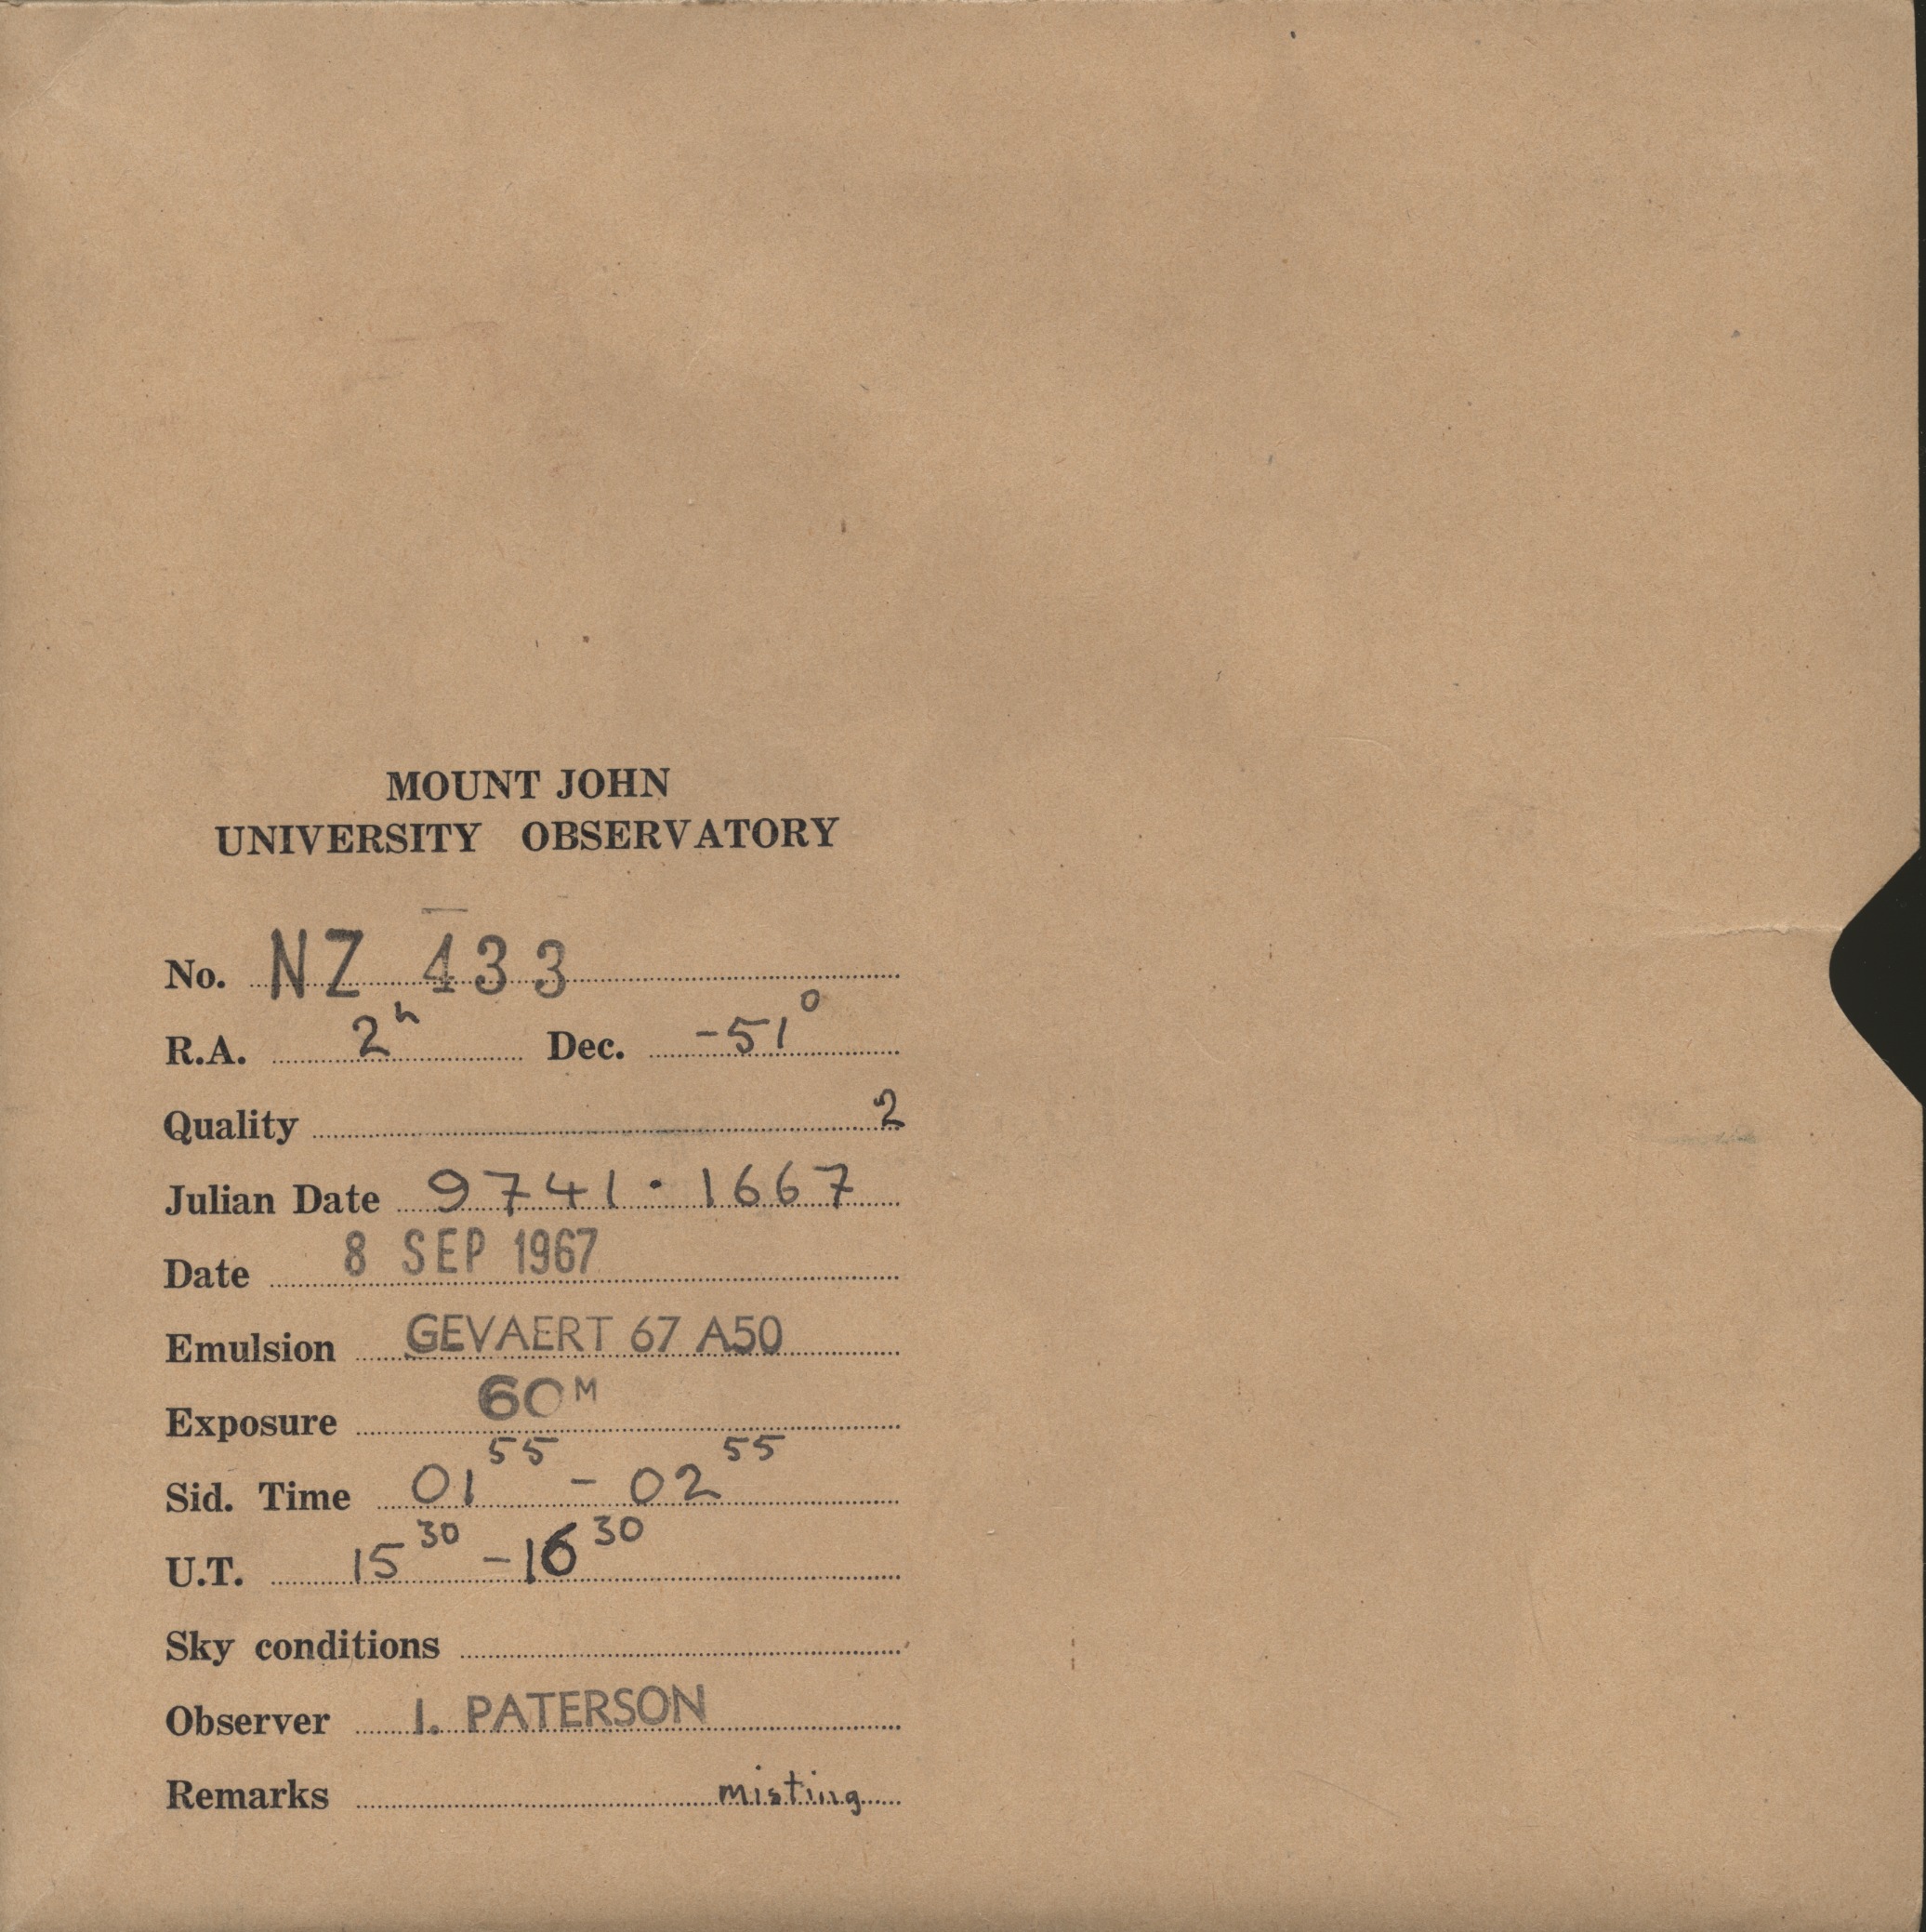 MOUNT JOHN
UNIVERSITY OBSERVATORY
No. NZ 433
R.A. 2h Dec. -51°
Quality 2
Julian Date 9741·1667
Date 8 SEP 1967
Emulsion GEVAERT 67 A50
Exposure 60M
Sid. Time 01 55 - 02 55
U.T. 15 30 - 16 30
Sky conditions
Observer I. PATERSON
Remarks misting